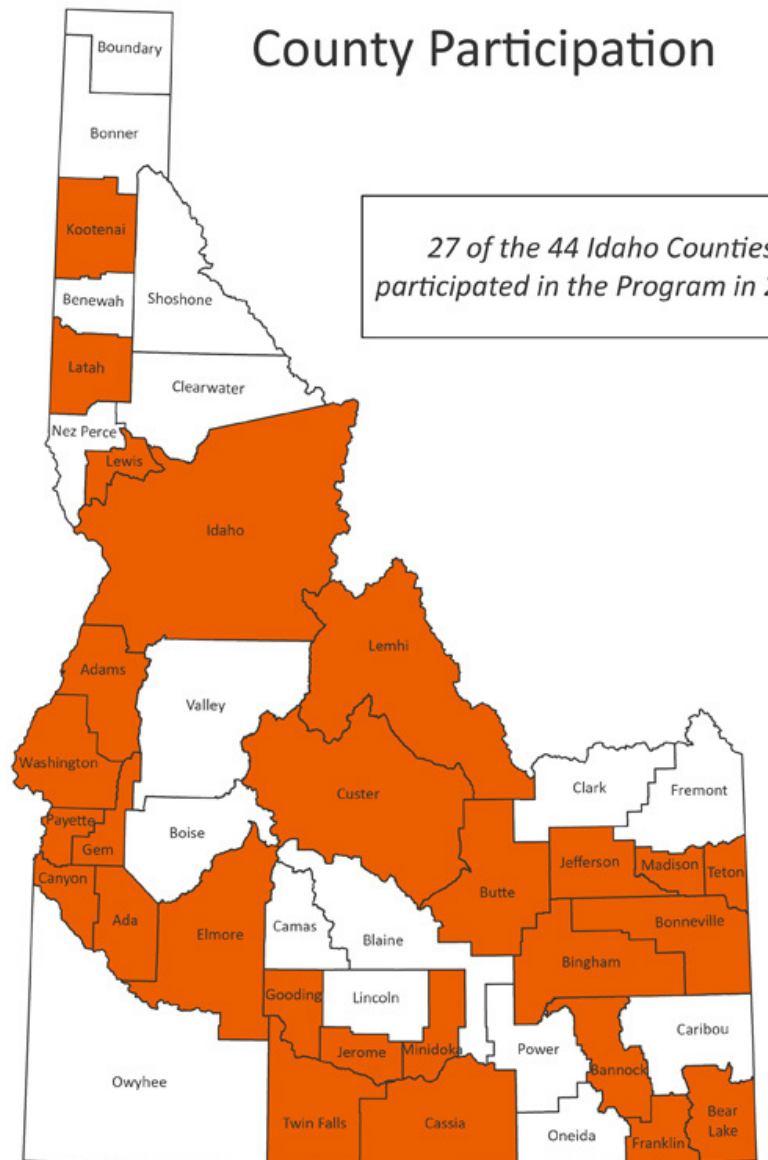 County Participation
Boundary
Bonner
27 of the 44 Idaho Counties
participated in the Program in
Kootenai
Benewah
Shoshone
Latah
Clearwater
Nez Perce
Lewis
Idaho
Lemhi
Adams
Valley
Washington
Custer
Clark
Fremont
Payette
Boise
Gem
Jefferson
Madison
Teton
Canyon
Butte
Ada
Elmore
Camas
Blaine
Bonneville
Bingham
Gooding
Lincoln
Caribou
Jerome
Minidoka
Power
Bannock
Owyhee
Twin Falls
Cassia
Oneida
Franklin
Bear
Lake